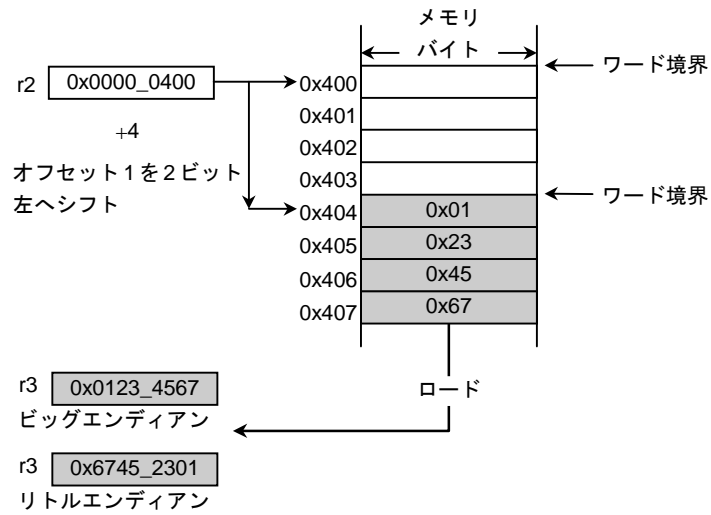 メモリ
バイト
ワード境界
r2 0x0000_0400
0x400
+4
0x401
0x402
オフセット1を2ビット
左へシフト
0x403
ワード境界
0x404 0x01
0x405 0x23
0x406 0x45
0x407 0x67
ロード
r3 0x0123_4567
ビッグエンディアン
r3 0x6745_2301
リトルエンディアン